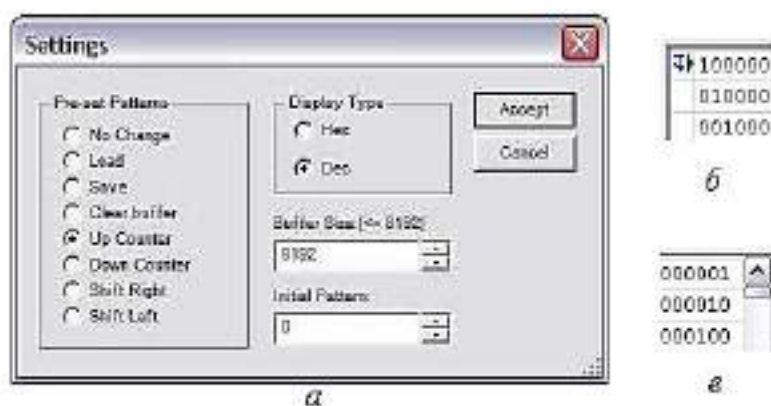 Settings
Pre-set Patterns
No Change
Load
Save
Clear buffer
Up Counter
Down Counter
Shift Right
Shift Left
Display Type
Hex
Dec
Buffer Size (<= 8192)
8192
Initial Pattern
0
Accept
Cancel
а
100000
010000
001000
б
000001
000010
000100
в